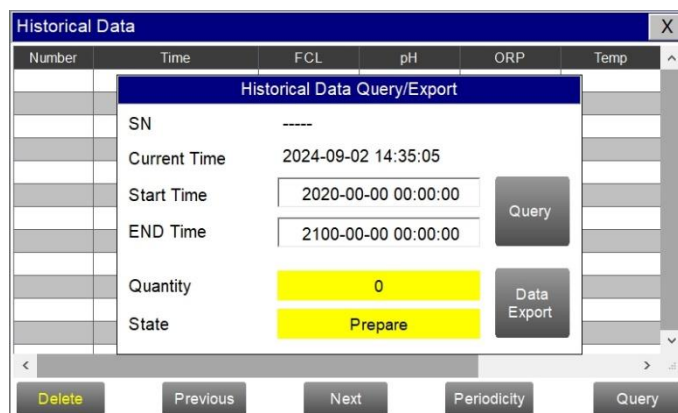 Historical Data X
Number Time FCL pH ORP Temp
Historical Data Query/Export
SN -----
Current Time 2024-09-02 14:35:05
Start Time 2020-00-00 00:00:00
Query
END Time 2100-00-00 00:00:00
Quantity 0
Data
Export
State Prepare
Delete Previous Next Periodicity Query